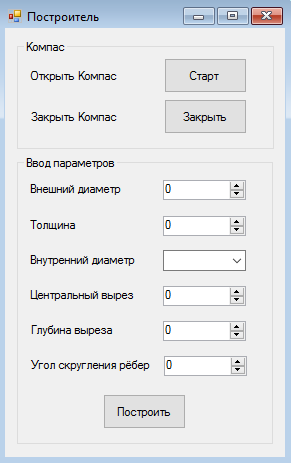 Построитель
Компас
Открыть Компас Старт
Закрыть Компас Закрыть
Ввод параметров
Внешний диаметр 0
Толщина 0
Внутренний диаметр
Центральный вырез 0
Глубина выреза 0
Угол скругления рёбер 0
Построить